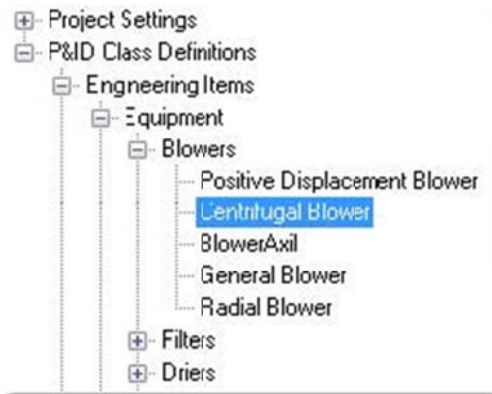 Project Settings
P&ID Class Definitions
Engneering Items
Equipment
Blowers
Positive Displacement Blower
Centrifugal Blower
BlowerAxil
General Blower
Radial Blower
Filters
Driers